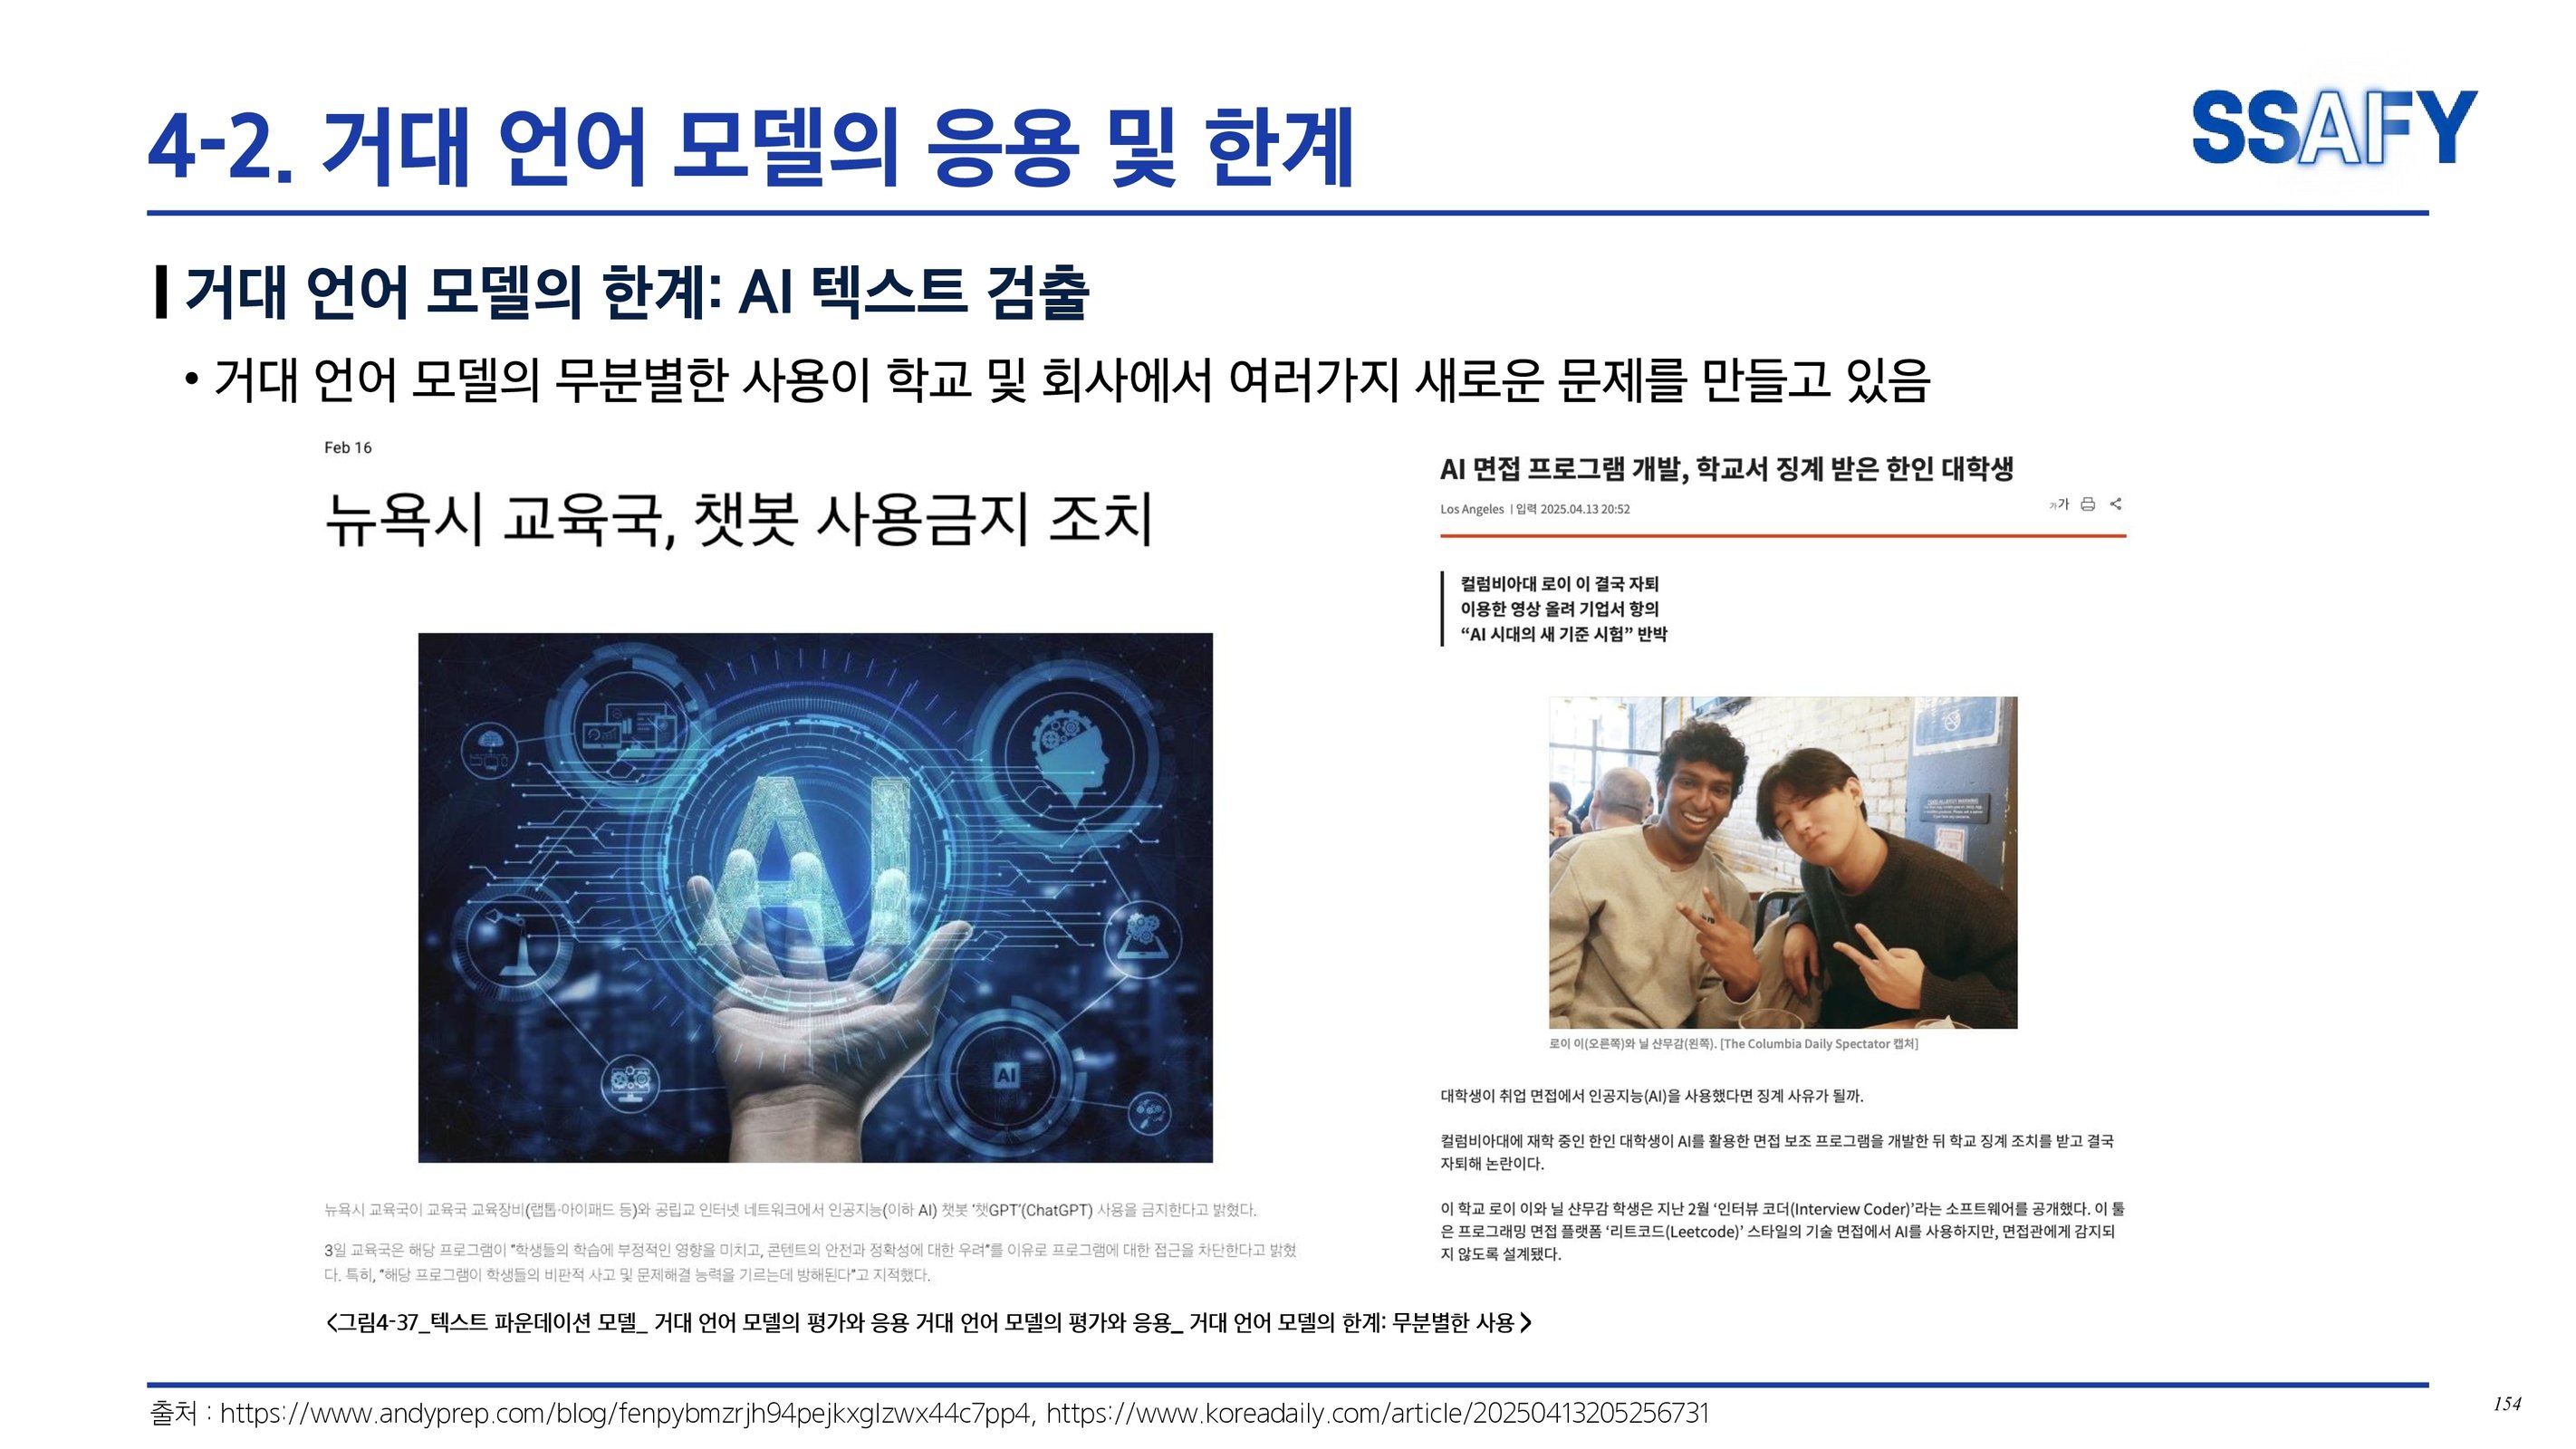 4-2. 거대 언어 모델의 응용 및 한계
SSAFY
거대 언어 모델의 한계: AI 텍스트 검출
• 거대 언어 모델의 무분별한 사용이 학교 및 회사에서 여러가지 새로운 문제를 만들고 있음
Feb 16
뉴욕시 교육국, 챗봇 사용금지 조치
AI
AI
뉴욕시 교육국이 교육국 교육장비(랩톱·아이패드 등)와 공립교 인터넷 네트워크에서 인공지능(이하 AI) 챗봇 '챗GPT'(ChatGPT) 사용을 금지한다고 밝혔다.
3일 교육국은 해당 프로그램이 "학생들의 학습에 부정적인 영향을 미치고, 콘텐트의 안전과 정확성에 대한 우려"를 이유로 프로그램에 대한 접근을 차단한다고 밝혔
다. 특히, "해당 프로그램이 학생들의 비판적 사고 및 문제해결 능력을 기르는데 방해된다"고 지적했다.
AI 면접 프로그램 개발, 학교서 징계 받은 한인 대학생
Los Angeles | 입력 2025.04.13 20:52
가가
컬럼비아대 로이 이 결국 자퇴
이용한 영상 올려 기업서 항의
“AI 시대의 새 기준 시험” 반박
로이 이(오른쪽)와 닐 샨무감(왼쪽). [The Columbia Daily Spectator 캡처]
대학생이 취업 면접에서 인공지능(AI)을 사용했다면 징계 사유가 될까.
컬럼비아대에 재학 중인 한인 대학생이 AI를 활용한 면접 보조 프로그램을 개발한 뒤 학교 징계 조치를 받고 결국
자퇴해 논란이다.
이 학교 로이 이와 닐 샨무감 학생은 지난 2월 ‘인터뷰 코더(Interview Coder)’라는 소프트웨어를 공개했다. 이 툴
은 프로그래밍 면접 플랫폼 ‘리트코드(Leetcode)’ 스타일의 기술 면접에서 AI를 사용하지만, 면접관에게 감지되
지 않도록 설계됐다.
<그림4-37_텍스트 파운데이션 모델_ 거대 언어 모델의 평가와 응용 거대 언어 모델의 평가와 응용_ 거대 언어 모델의 한계: 무분별한 사용>
출처 : https://www.andyprep.com/blog/fenpybmzrjh94pejkxglzwx44c7pp4, https://www.koreadaily.com/article/20250413205256731
154